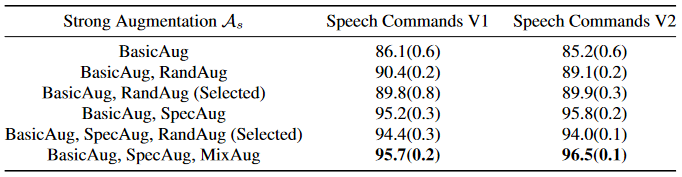 Strong Augmentation 𝒜ₛ Speech Commands V1 Speech Commands V2
BasicAug 86.1(0.6) 85.2(0.6)
BasicAug, RandAug 90.4(0.2) 89.1(0.2)
BasicAug, RandAug (Selected) 89.8(0.8) 89.9(0.3)
BasicAug, SpecAug 95.2(0.3) 95.8(0.2)
BasicAug, SpecAug, RandAug (Selected) 94.4(0.3) 94.0(0.1)
BasicAug, SpecAug, MixAug 95.7(0.2) 96.5(0.1)